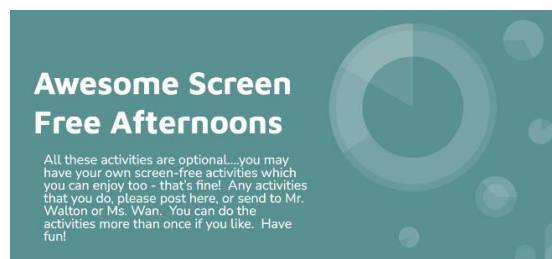 Awesome Screen
Free Afternoons
All these activities are optional....you may
have your own screen-free activities which
you can enjoy too - that's fine!  Any activities
that you do, please post here, or send to Mr.
Walton or Ms. Wan.  You can do the
activities more than once if you like.  Have
fun!